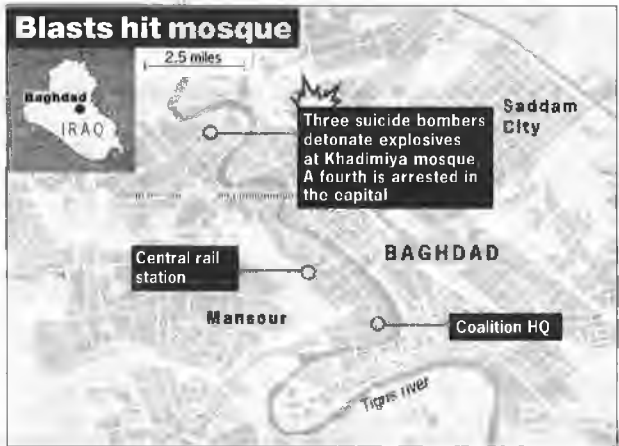 Blasts hit mosque
2.5 miles
Baghdad
IRAQ
Three suicide bombers
detonate explosives
at Khadimiya mosque
A fourth is arrested in
the capital
Saddam
City
BAGHDAD
Central rail
station
Mansour
Coalition HQ
Tigris river